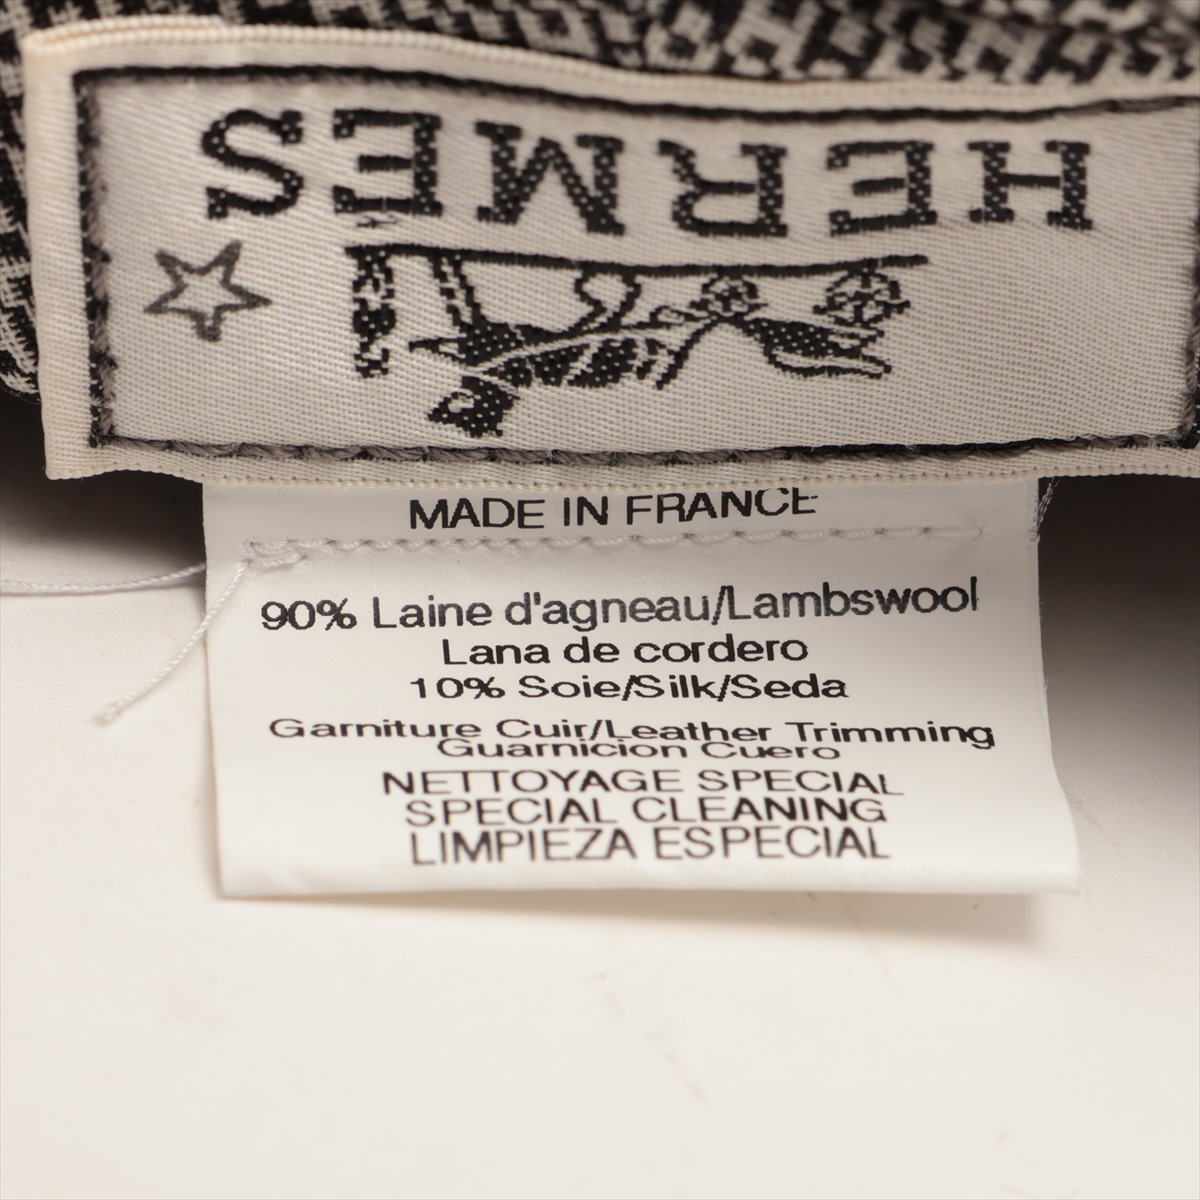 HERMES
MADE IN FRANCE
90% Laine d'agneau/Lambswool
Lana de cordero
10% Soie/Silk/Seda
Garniture Cuir/Leather Trimming
Guarnicion Cuero
NETTOYAGE SPECIAL
SPECIAL CLEANING
LIMPIEZA ESPECIAL